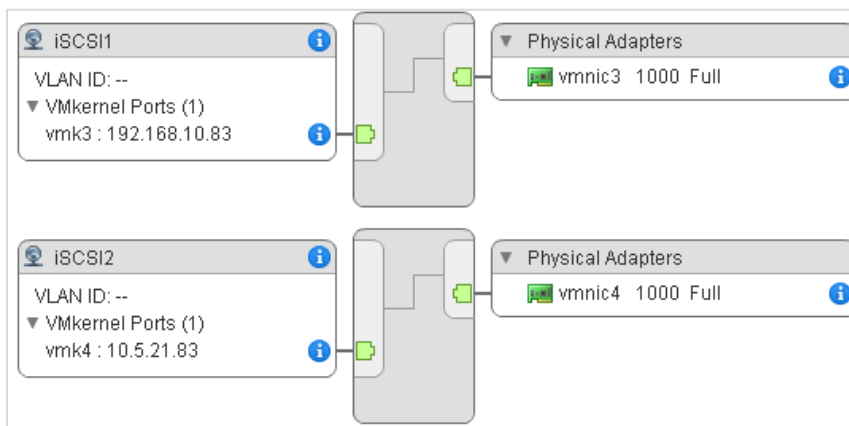 iSCSI1
VLAN ID: --
VMkernel Ports (1)
vmk3 : 192.168.10.83
Physical Adapters
vmnic3 1000 Full
iSCSI2
VLAN ID: --
VMkernel Ports (1)
vmk4 : 10.5.21.83
Physical Adapters
vmnic4 1000 Full